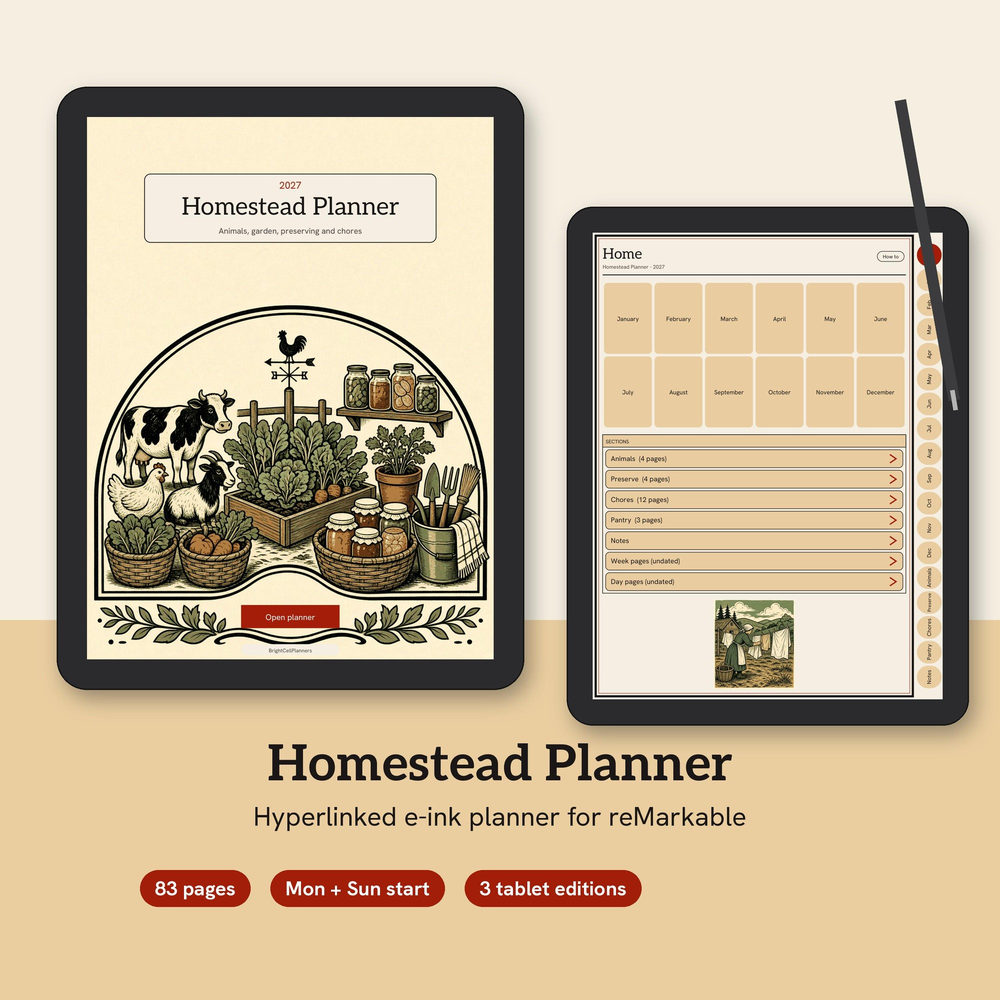 2027
Homestead Planner
Animals, garden, preserving and chores
Open planner
BrightCellPlanners
Home
How to
Homestead Planner - 2027
January
February
March
April
May
June
July
August
September
October
November
December
SECTIONS
Animals (4 pages)
Preserve (4 pages)
Chores (12 pages)
Pantry (3 pages)
Notes
Week pages (undated)
Day pages (undated)
Feb
Mar
Apr
May
Jun
Jul
Aug
Sep
Oct
Nov
Dec
Animals
Preserve
Chores
Pantry
Notes
Homestead Planner
Hyperlinked e-ink planner for reMarkable
83 pages
Mon + Sun start
3 tablet editions